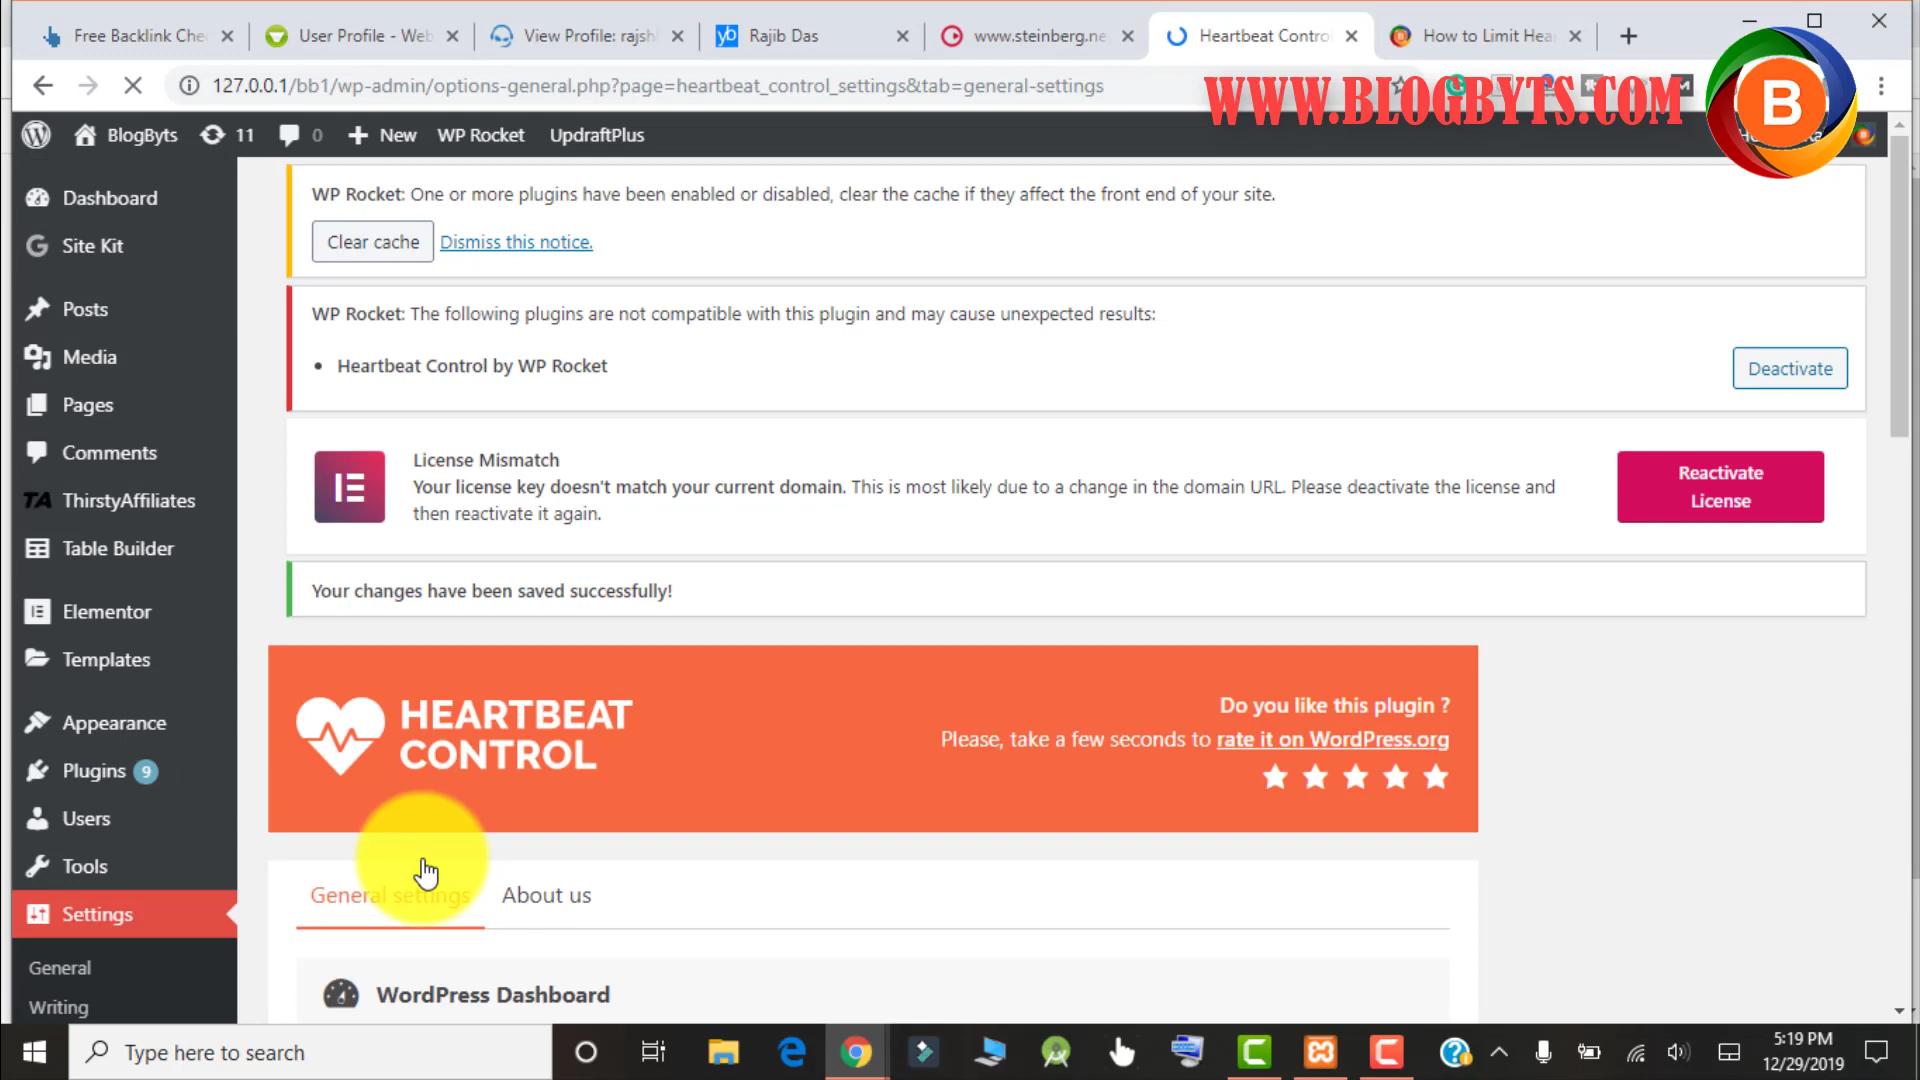 Free Backlink Che
User Profile - Web
View Profile: rajsh
yb Rajib Das
www.steinberg.ne
Heartbeat Contro
How to Limit Hea
127.0.0.1/bb1/wp-admin/options-general.php?page=heartbeat_control_settings&tab=general-settings
WWW.BLOGBYTS.COM
B
BlogByts 11 0 New WP Rocket UpdraftPlus
Dashboard
Site Kit
Posts
Media
Pages
Comments
TA ThirstyAffiliates
Table Builder
Elementor
Templates
Appearance
Plugins 9
Users
Tools
Settings
General
Writing
WP Rocket: One or more plugins have been enabled or disabled, clear the cache if they affect the front end of your site.
Clear cache Dismiss this notice.
WP Rocket: The following plugins are not compatible with this plugin and may cause unexpected results:
• Heartbeat Control by WP Rocket
Deactivate
License Mismatch
Your license key doesn't match your current domain. This is most likely due to a change in the domain URL. Please deactivate the license and
then reactivate it again.
Reactivate
License
Your changes have been saved successfully!
HEARTBEAT
CONTROL
Do you like this plugin ?
Please, take a few seconds to rate it on WordPress.org
General settings About us
WordPress Dashboard
Type here to search
5:19 PM
12/29/2019